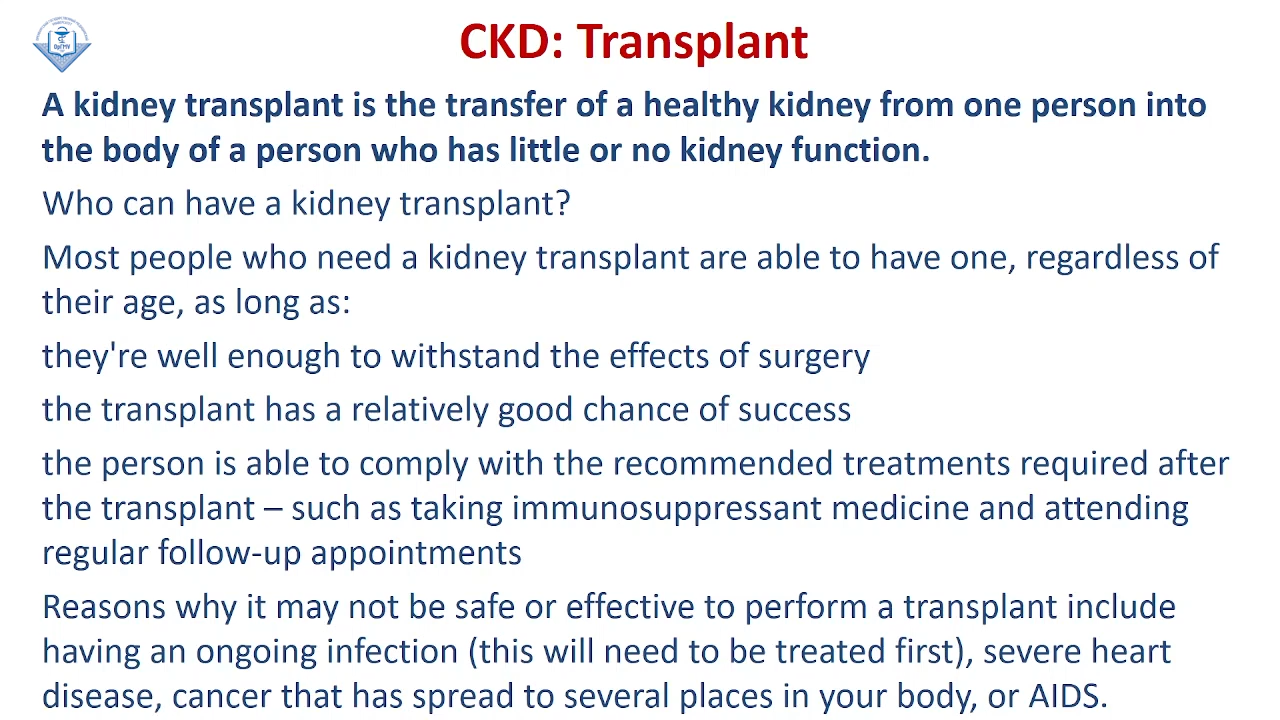 CKD: Transplant
ОрГМУ
A kidney transplant is the transfer of a healthy kidney from one person into
the body of a person who has little or no kidney function.
Who can have a kidney transplant?
Most people who need a kidney transplant are able to have one, regardless of
their age, as long as:
they're well enough to withstand the effects of surgery
the transplant has a relatively good chance of success
the person is able to comply with the recommended treatments required after
the transplant – such as taking immunosuppressant medicine and attending
regular follow-up appointments
Reasons why it may not be safe or effective to perform a transplant include
having an ongoing infection (this will need to be treated first), severe heart
disease, cancer that has spread to several places in your body, or AIDS.